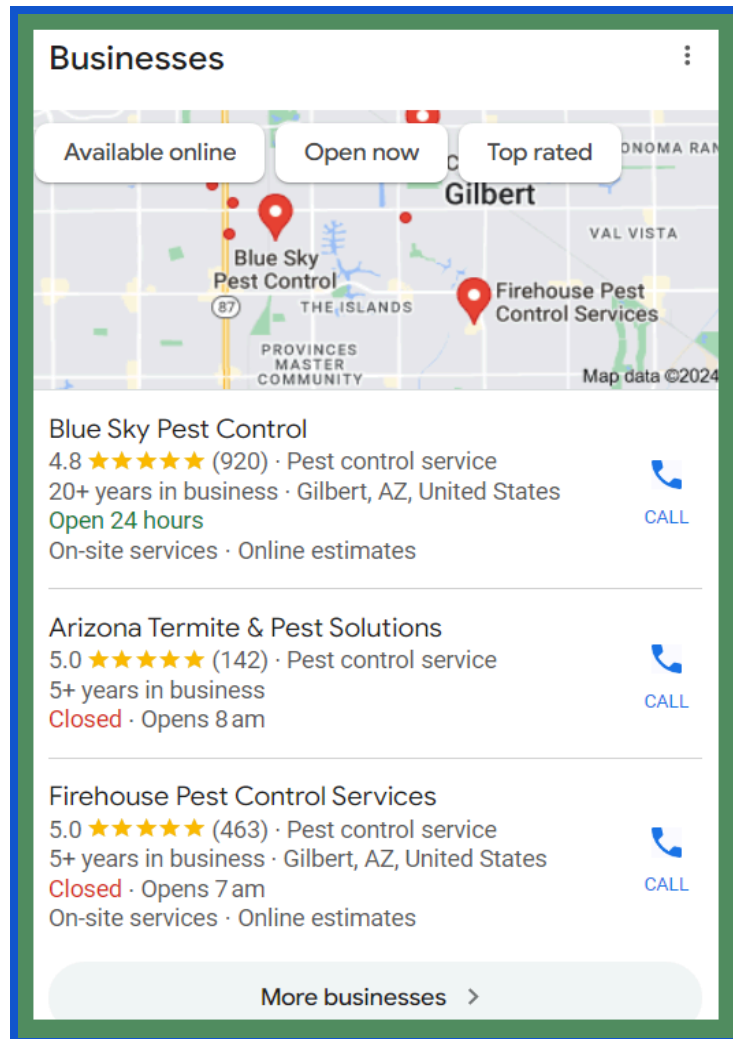 Businesses
Available online
Open now
Top rated
Gilbert
VAL VISTA
Blue Sky
Pest Control
87
THE ISLANDS
Firehouse Pest
Control Services
PROVINCES
MASTER
COMMUNITY
Map data ©2024
Blue Sky Pest Control
4.8 ★★★★★ (920) · Pest control service
20+ years in business · Gilbert, AZ, United States
Open 24 hours
On-site services · Online estimates
CALL
Arizona Termite & Pest Solutions
5.0 ★★★★★ (142) · Pest control service
5+ years in business
Closed · Opens 8 am
CALL
Firehouse Pest Control Services
5.0 ★★★★★ (463) · Pest control service
5+ years in business · Gilbert, AZ, United States
Closed · Opens 7 am
On-site services · Online estimates
CALL
More businesses >